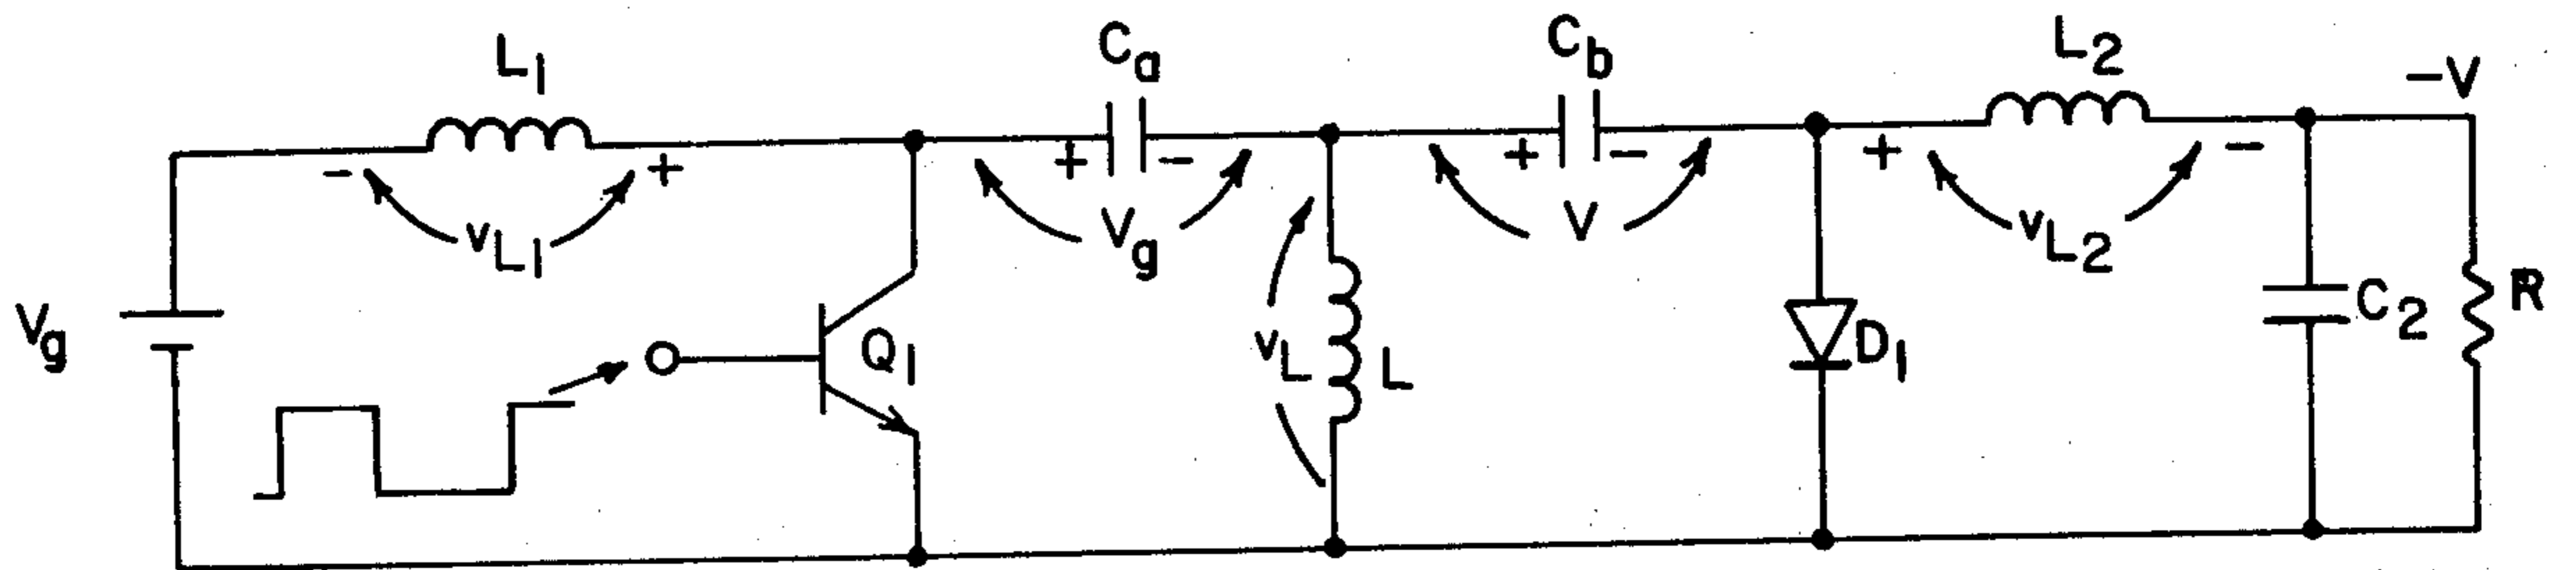 L1
Ca
Cb
L2
-V
- vL1 +
+ Vg -
+ V -
+ vL2 -
Vg
Q1
vL
L
D1
C2
R